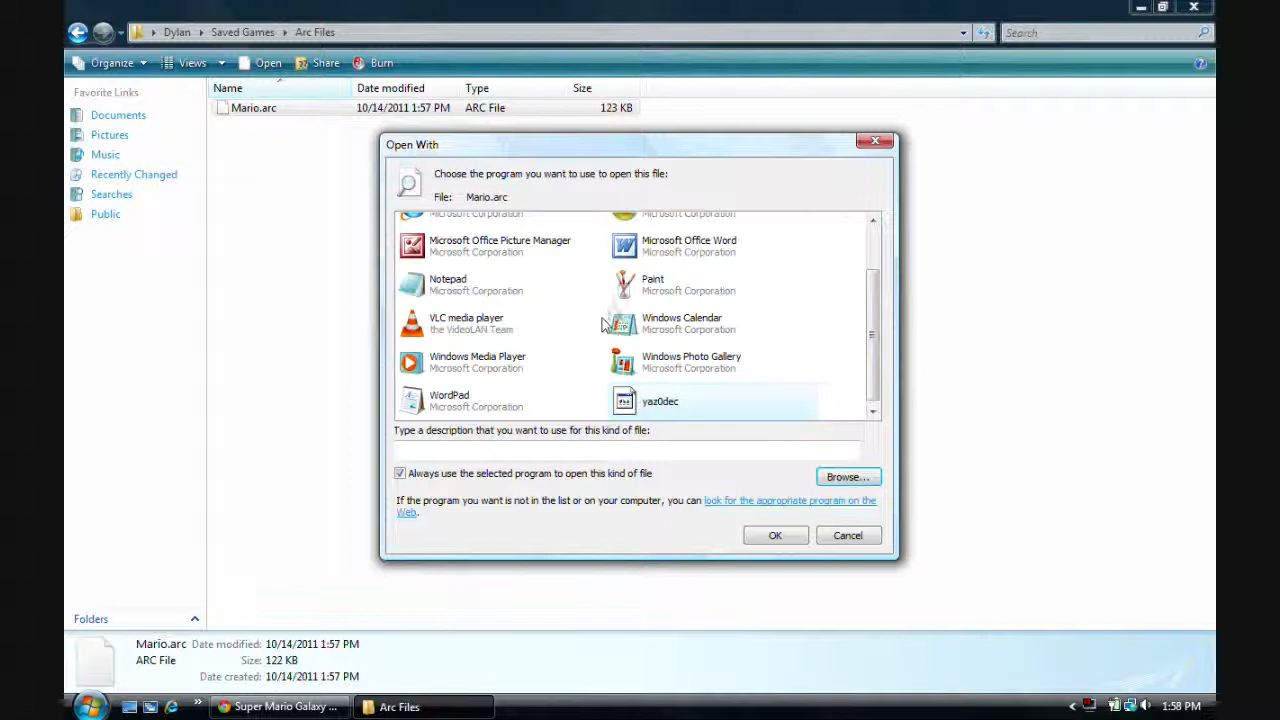 Dylan Saved Games Arc Files Search
Organize Views Open Share Burn
Favorite Links
Documents
Pictures
Music
Recently Changed
Searches
Public
Name Date modified Type Size
Mario.arc 10/14/2011 1:57 PM ARC File 123 KB
Open With
Choose the program you want to use to open this file:
File: Mario.arc
Microsoft Corporation Microsoft Corporation
Microsoft Office Picture Manager
Microsoft Corporation
Microsoft Office Word
Microsoft Corporation
Notepad
Microsoft Corporation
Paint
Microsoft Corporation
VLC media player
the VideoLAN Team
Windows Calendar
Microsoft Corporation
Windows Media Player
Microsoft Corporation
Windows Photo Gallery
Microsoft Corporation
WordPad
Microsoft Corporation
yaz0dec
Type a description that you want to use for this kind of file:
Always use the selected program to open this kind of file
Browse...
If the program you want is not in the list or on your computer, you can look for the appropriate program on the
Web.
OK Cancel
Folders
Mario.arc Date modified: 10/14/2011 1:57 PM
ARC File Size: 122 KB
Date created: 10/14/2011 1:57 PM
Super Mario Galaxy ... Arc Files 1:58 PM